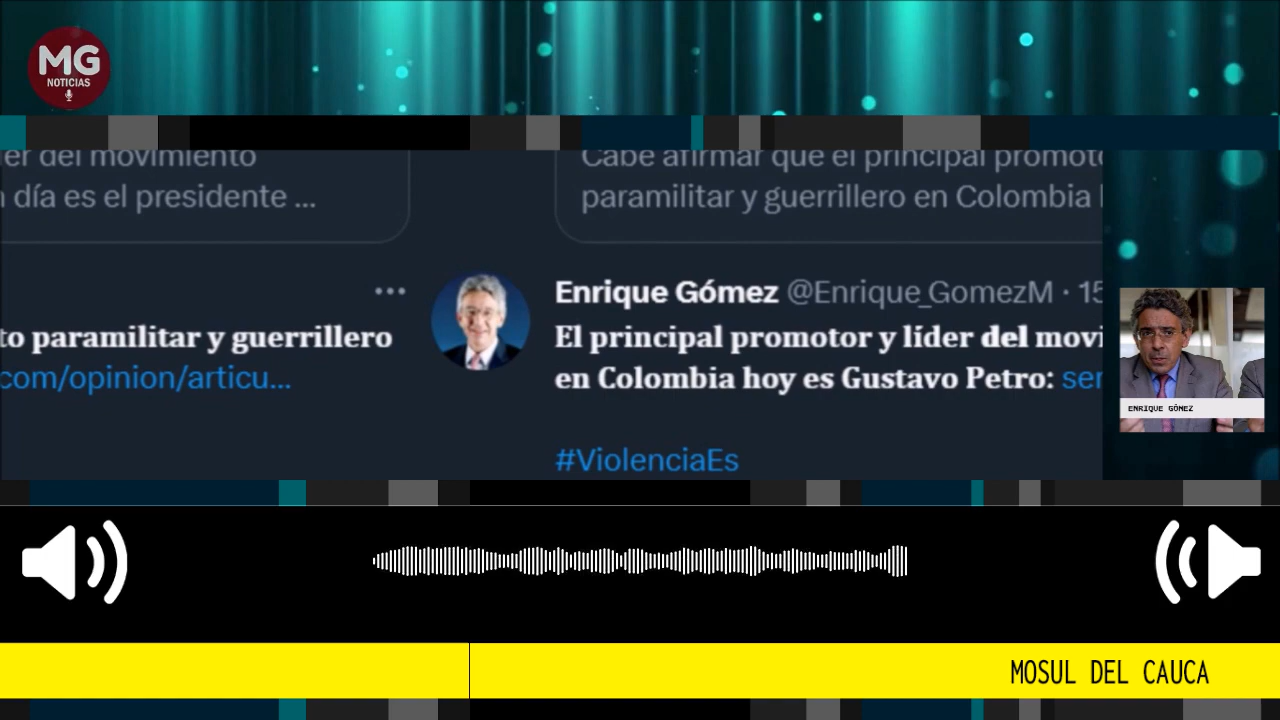 MG
NOTICIAS
er del movimiento
día es el presidente ...
Cabe afirmar que el principal
paramilitar y guerrillero en Colombia
...
to paramilitar y guerrillero
com/opinion/articu...
Enrique Gómez @Enrique_GomezM · 15
El principal promotor y líder del movi
en Colombia hoy es Gustavo Petro: sem
#ViolenciaEs
ENRIQUE GÓMEZ
MOSUL DEL CAUCA